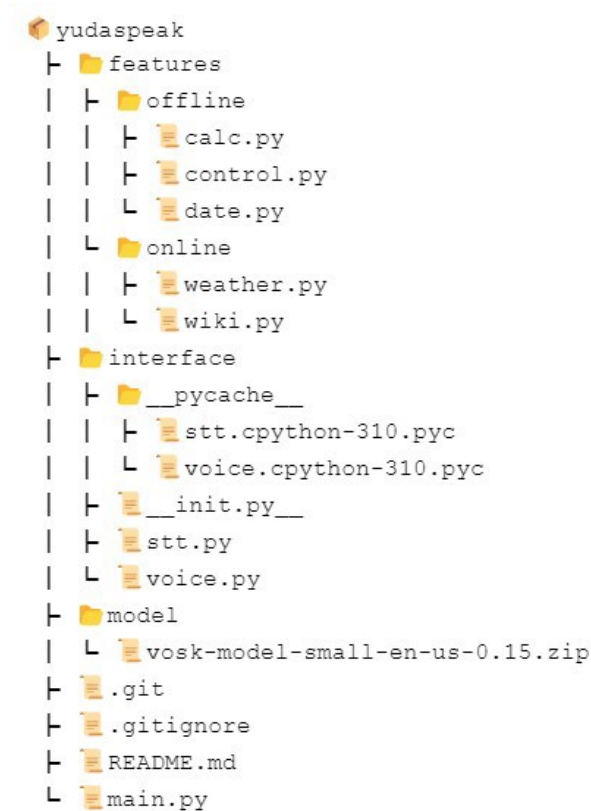 yudaspeak
├ features
│ ├ offline
│ │ ├ calc.py
│ │ ├ control.py
│ │ └ date.py
│ └ online
│ │ ├ weather.py
│ │ └ wiki.py
├ interface
│ ├ __pycache__
│ │ ├ stt.cpython-310.pyc
│ │ └ voice.cpython-310.pyc
│ ├ __init.py__
│ ├ stt.py
│ └ voice.py
├ model
│ └ vosk-model-small-en-us-0.15.zip
├ .git
├ .gitignore
├ README.md
└ main.py